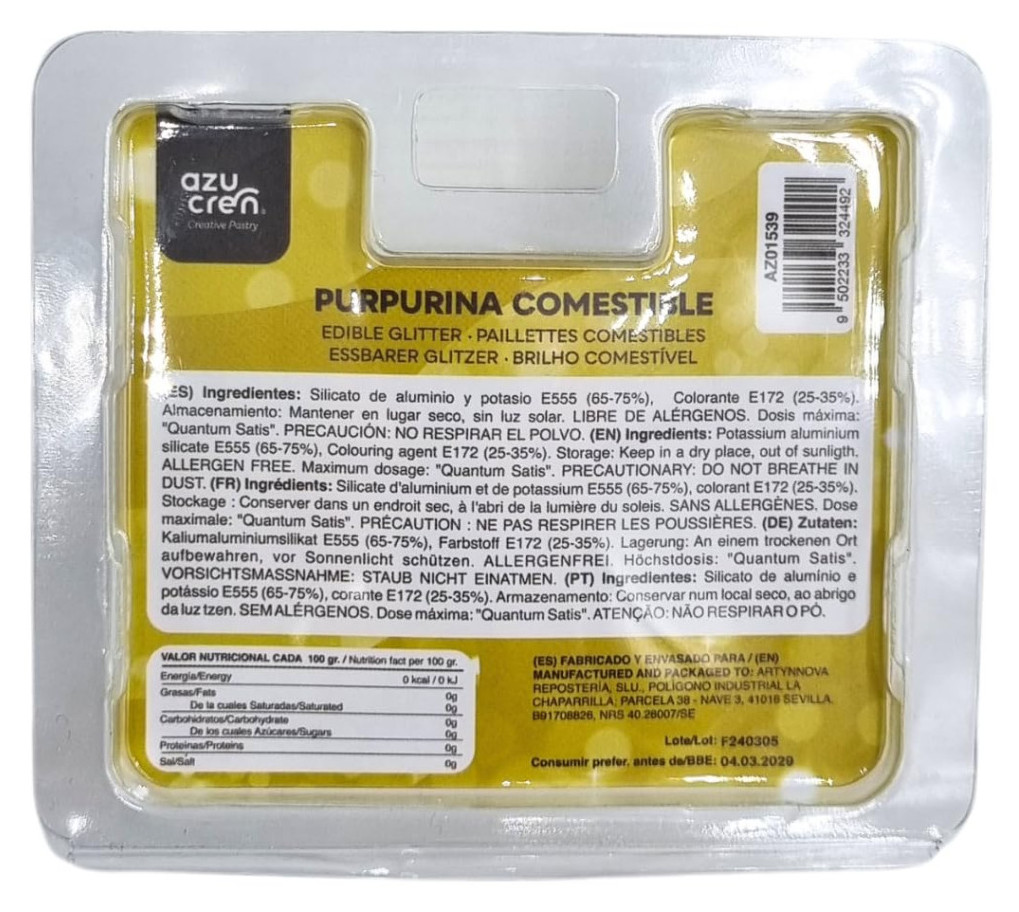 azu
cren®
Creative Pastry
AZ01539
9 502233 324492
PURPURINA COMESTIBLE
EDIBLE GLITTER · PAILLETTES COMESTIBLES
ESSBARER GLITZER · BRILHO COMESTÍVEL
(ES) Ingredientes: Silicato de aluminio y potasio E555 (65-75%), Colorante E172 (25-35%).
Almacenamiento: Mantener en lugar seco, sin luz solar. LIBRE DE ALÉRGENOS. Dosis máxima:
"Quantum Satis". PRECAUCIÓN: NO RESPIRAR EL POLVO. (EN) Ingredients: Potassium aluminium
silicate E555 (65-75%), Colouring agent E172 (25-35%). Storage: Keep in a dry place, out of sunligth.
ALLERGEN FREE. Maximum dosage: "Quantum Satis". PRECAUTIONARY: DO NOT BREATHE IN
DUST. (FR) Ingrédients: Silicate d'aluminium et de potassium E555 (65-75%), colorant E172 (25-35%).
Stockage : Conserver dans un endroit sec, à l'abri de la lumière du soleis. SANS ALLERGÈNES. Dose
maximale: "Quantum Satis". PRÉCAUTION : NE PAS RESPIRER LES POUSSIÈRES. (DE) Zutaten:
Kaliumaluminiumsilikat E555 (65-75%), Farbstoff E172 (25-35%). Lagerung: An einem trockenen Ort
aufbewahren, vor Sonnenlicht schützen. ALLERGENFREI. Höchstdosis: "Quantum Satis".
VORSICHTSMASSNAHME: STAUB NICHT EINATMEN. (PT) Ingredientes: Silicato de alumínio e
potássio E555 (65-75%), corante E172 (25-35%). Armazenamento: Conservar num local seco, ao abrigo
da luz tzen. SEM ALÉRGENOS. Dose máxima: "Quantum Satis". ATENÇÃO: NÃO RESPIRAR O PÓ.
VALOR NUTRICIONAL CADA 100 gr. / Nutrition fact per 100 gr.
Energía/Energy 0 kcal / 0 kJ
Grasas/Fats 0g
De la cuales Saturadas/Saturated 0g
Carbohidratos/Carbohydrate 0g
De los cuales Azúcares/Sugars 0g
Proteínas/Proteins 0g
Sal/Salt 0g
(ES) FABRICADO Y ENVASADO PARA / (EN)
MANUFACTURED AND PACKAGED TO: ARTYNNOVA
REPOSTERÍA, SLU., POLÍGONO INDUSTRIAL LA
CHAPARRILLA, PARCELA 38 - NAVE 3, 41016 SEVILLA.
B91708826, NRS 40.26007/SE
Lote/Lot: F240305
Consumir prefer. antes de/BBE: 04.03.2029